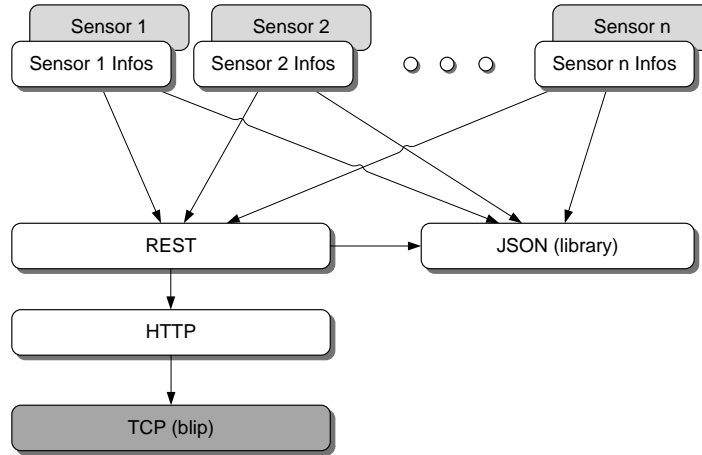 Sensor 1
Sensor 2
Sensor n
Sensor 1 Infos
Sensor 2 Infos
Sensor n Infos
REST
JSON (library)
HTTP
TCP (blip)